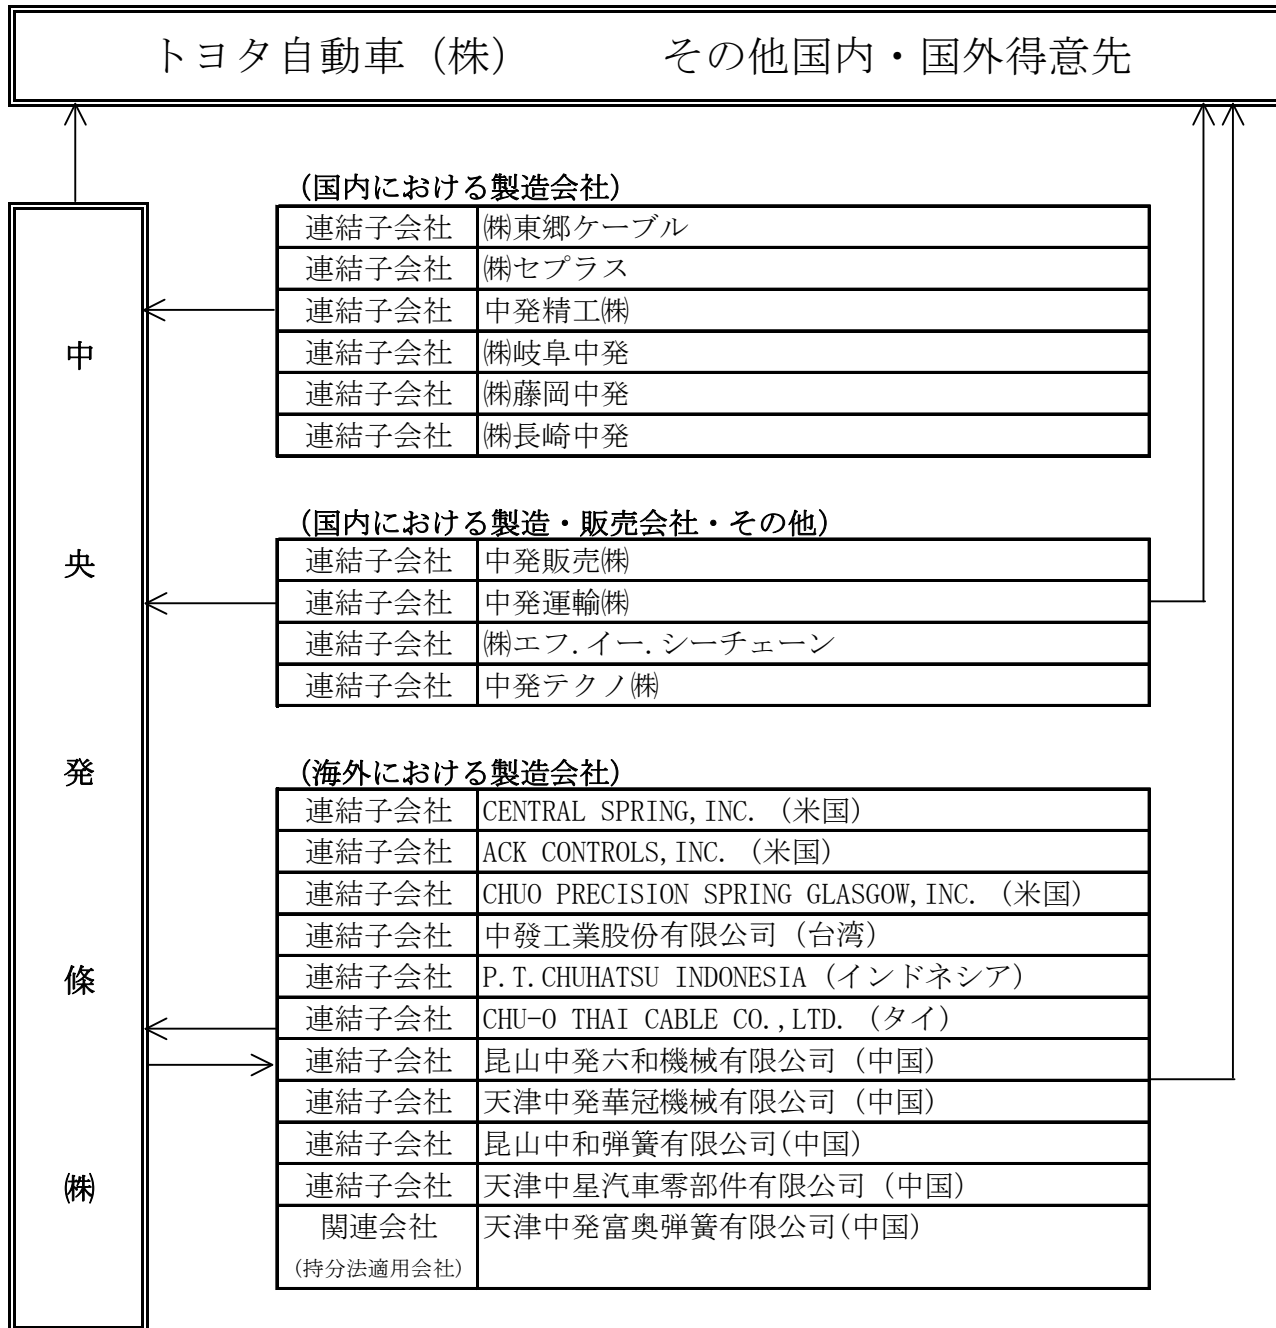 トヨタ自動車（株）　　　その他国内・国外得意先
中央発條㈱
（国内における製造会社）
連結子会社 ㈱東郷ケーブル
連結子会社 ㈱セプラス
連結子会社 中発精工㈱
連結子会社 ㈱岐阜中発
連結子会社 ㈱藤岡中発
連結子会社 ㈱長崎中発
（国内における製造・販売会社・その他）
連結子会社 中発販売㈱
連結子会社 中発運輸㈱
連結子会社 ㈱エフ.イー.シーチェーン
連結子会社 中発テクノ㈱
（海外における製造会社）
連結子会社 CENTRAL SPRING,INC.（米国）
連結子会社 ACK CONTROLS,INC.（米国）
連結子会社 CHUO PRECISION SPRING GLASGOW,INC.（米国）
連結子会社 中發工業股份有限公司（台湾）
連結子会社 P.T.CHUHATSU INDONESIA（インドネシア）
連結子会社 CHU-O THAI CABLE CO.,LTD.（タイ）
連結子会社 昆山中発六和機械有限公司（中国）
連結子会社 天津中発華冠機械有限公司（中国）
連結子会社 昆山中和弾簧有限公司(中国)
連結子会社 天津中星汽車零部件有限公司（中国）
関連会社 天津中発富奥弾簧有限公司(中国)
(持分法適用会社)